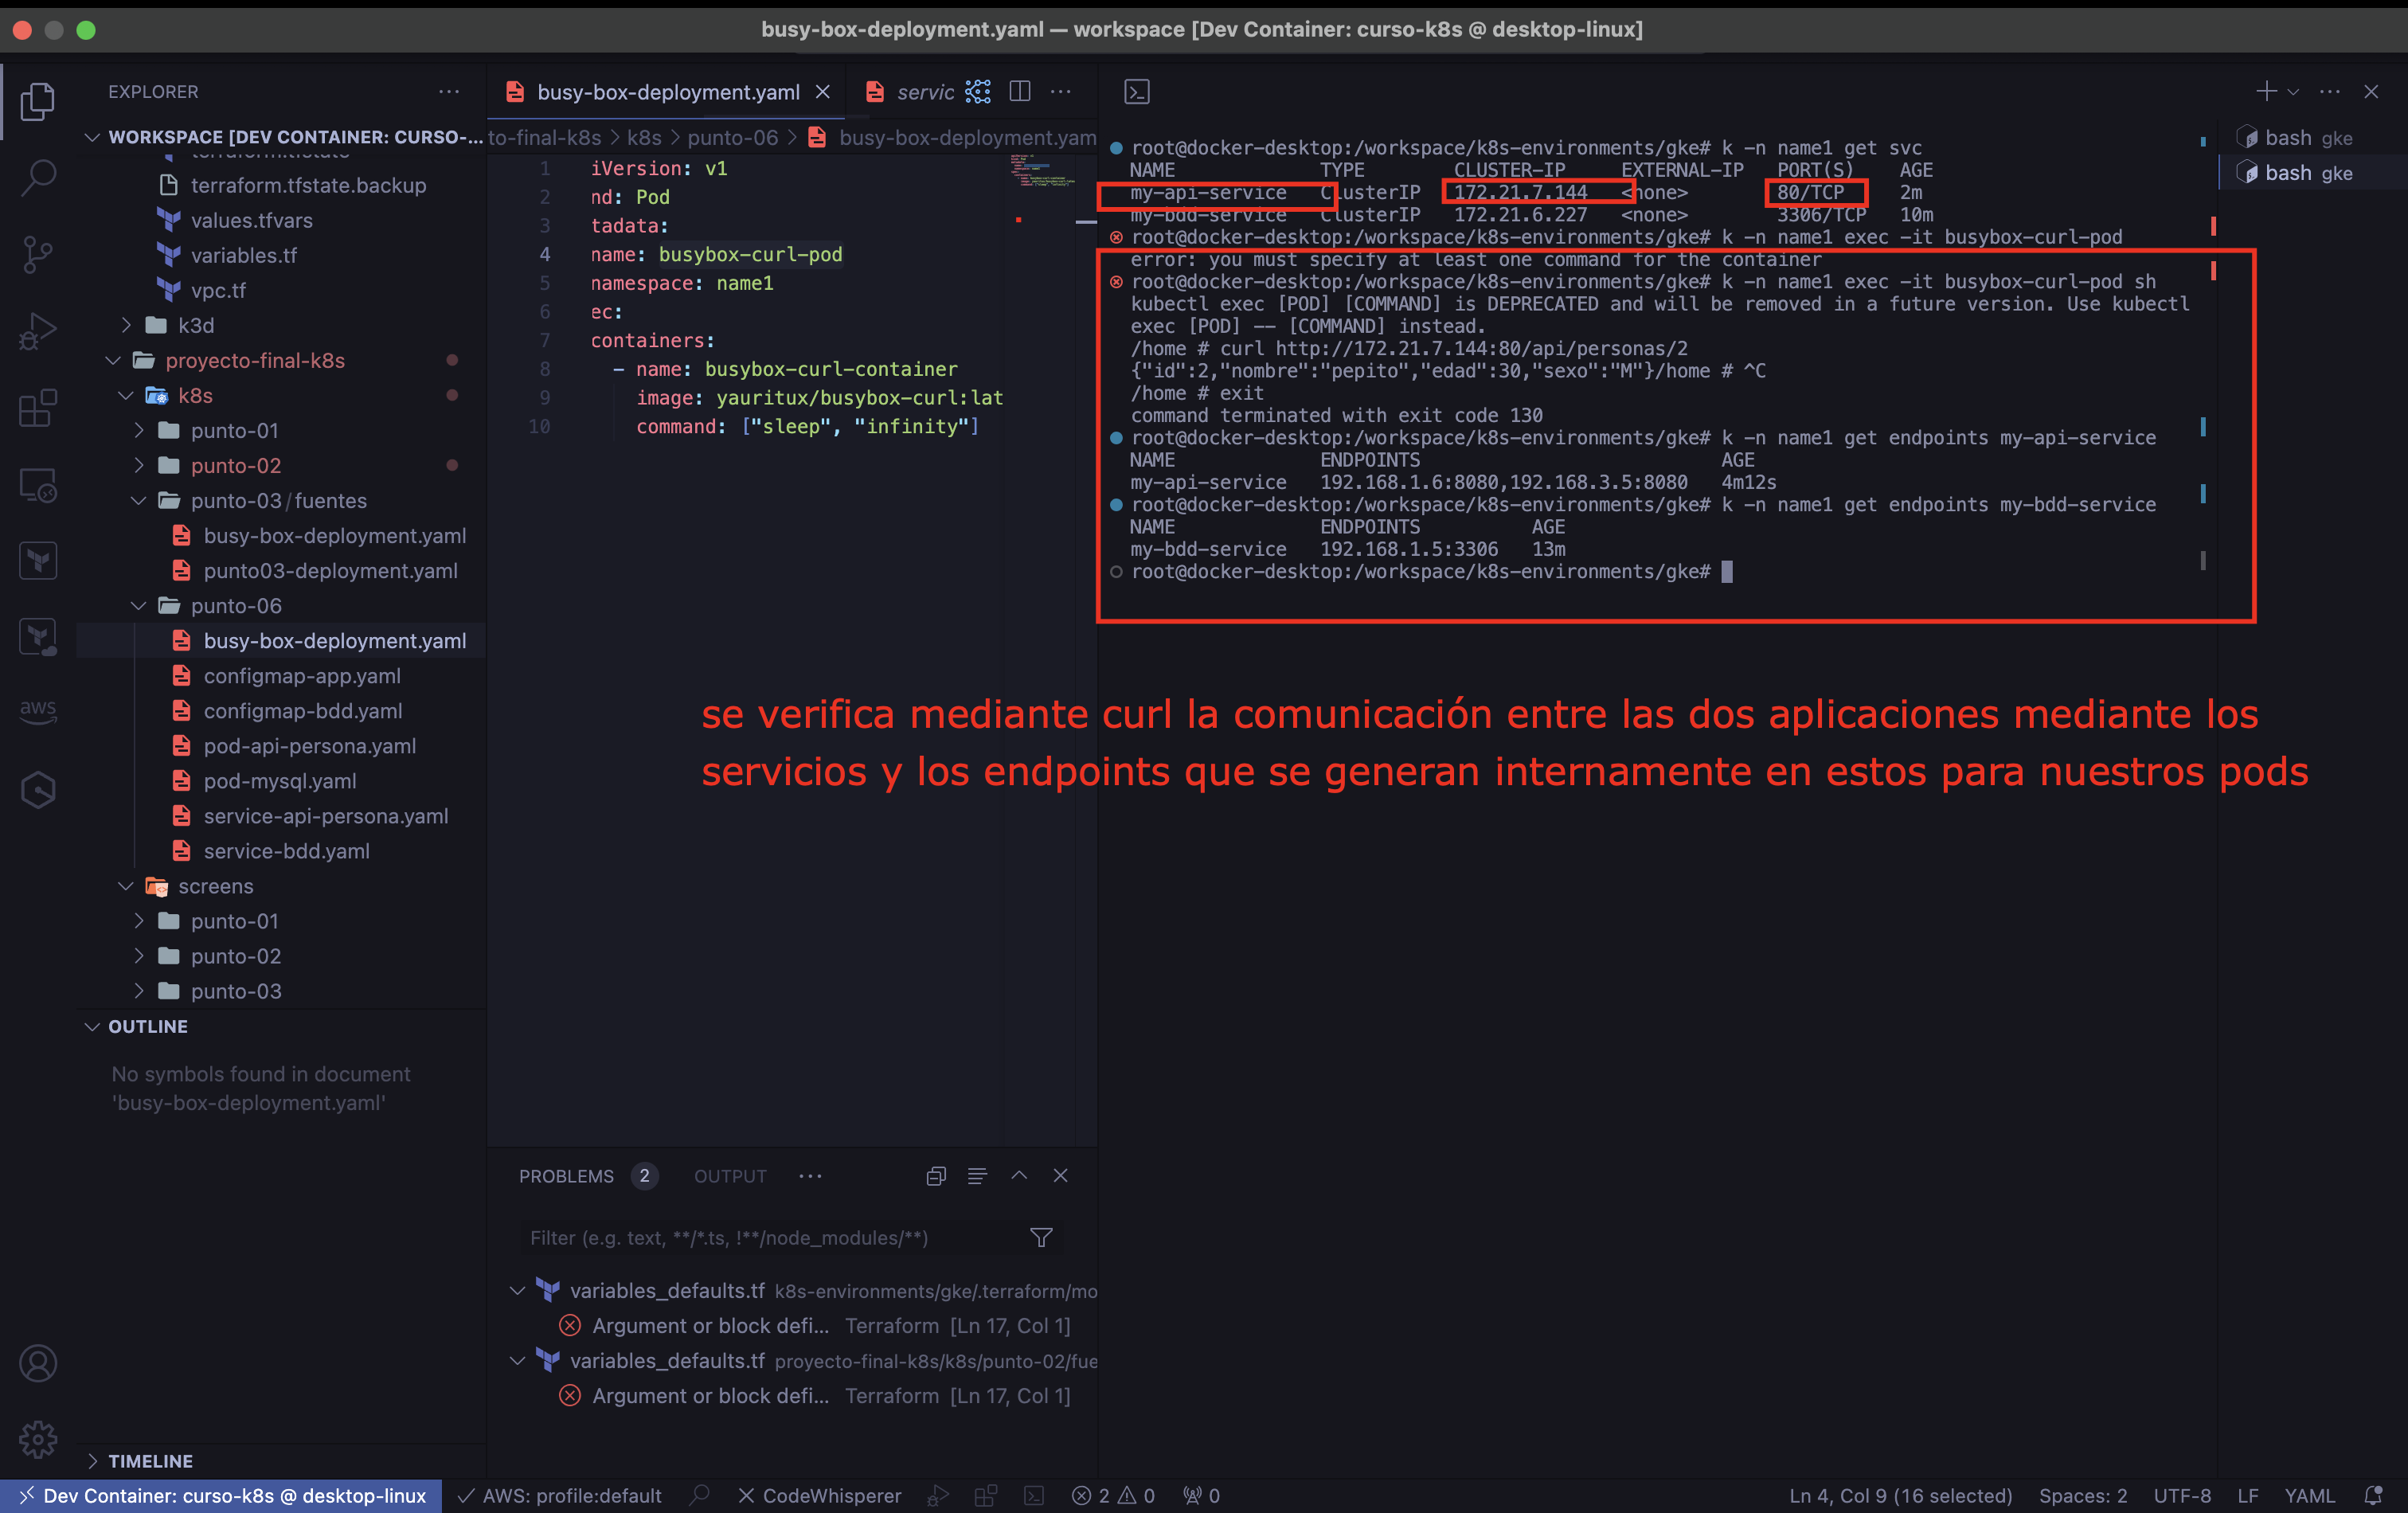 busy-box-deployment.yaml — workspace [Dev Container: curso-k8s @ desktop-linux]
EXPLORER
WORKSPACE [DEV CONTAINER: CURSO-...
terraform.tfstate
terraform.tfstate.backup
values.tfvars
variables.tf
vpc.tf
k3d
proyecto-final-k8s
k8s
punto-01
punto-02
punto-03/fuentes
busy-box-deployment.yaml
punto03-deployment.yaml
punto-06
busy-box-deployment.yaml
configmap-app.yaml
configmap-bdd.yaml
pod-api-persona.yaml
pod-mysql.yaml
service-api-persona.yaml
service-bdd.yaml
screens
punto-01
punto-02
punto-03
OUTLINE
No symbols found in document
'busy-box-deployment.yaml'
TIMELINE
aws
busy-box-deployment.yaml
servic
to-final-k8s > k8s > punto-06 > busy-box-deployment.yam
1 iVersion: v1
2 nd: Pod
3 tadata:
4 name: busybox-curl-pod
5 namespace: name1
6 ec:
7 containers:
8 - name: busybox-curl-container
9 image: yauritux/busybox-curl:lat
10 command: ["sleep", "infinity"]
root@docker-desktop:/workspace/k8s-environments/gke# k -n name1 get svc
NAME TYPE CLUSTER-IP EXTERNAL-IP PORT(S) AGE
my-api-service ClusterIP 172.21.7.144 <none> 80/TCP 2m
my-bdd-service ClusterIP 172.21.6.227 <none> 3306/TCP 10m
root@docker-desktop:/workspace/k8s-environments/gke# k -n name1 exec -it busybox-curl-pod
error: you must specify at least one command for the container
root@docker-desktop:/workspace/k8s-environments/gke# k -n name1 exec -it busybox-curl-pod sh
kubectl exec [POD] [COMMAND] is DEPRECATED and will be removed in a future version. Use kubectl
exec [POD] -- [COMMAND] instead.
/home # curl http://172.21.7.144:80/api/personas/2
{"id":2,"nombre":"pepito","edad":30,"sexo":"M"}/home # ^C
/home # exit
command terminated with exit code 130
root@docker-desktop:/workspace/k8s-environments/gke# k -n name1 get endpoints my-api-service
NAME ENDPOINTS AGE
my-api-service 192.168.1.6:8080,192.168.3.5:8080 4m12s
root@docker-desktop:/workspace/k8s-environments/gke# k -n name1 get endpoints my-bdd-service
NAME ENDPOINTS AGE
my-bdd-service 192.168.1.5:3306 13m
root@docker-desktop:/workspace/k8s-environments/gke#
bash gke
bash gke
se verifica mediante curl la comunicación entre las dos aplicaciones mediante los
servicios y los endpoints que se generan internamente en estos para nuestros pods
PROBLEMS 2 OUTPUT
Filter (e.g. text, **/*.ts, !**/node_modules/**)
variables_defaults.tf k8s-environments/gke/.terraform/mo
Argument or block defi... Terraform [Ln 17, Col 1]
variables_defaults.tf proyecto-final-k8s/k8s/punto-02/fue
Argument or block defi... Terraform [Ln 17, Col 1]
Dev Container: curso-k8s @ desktop-linux AWS: profile:default CodeWhisperer 2 0 0 Ln 4, Col 9 (16 selected) Spaces: 2 UTF-8 LF YAML